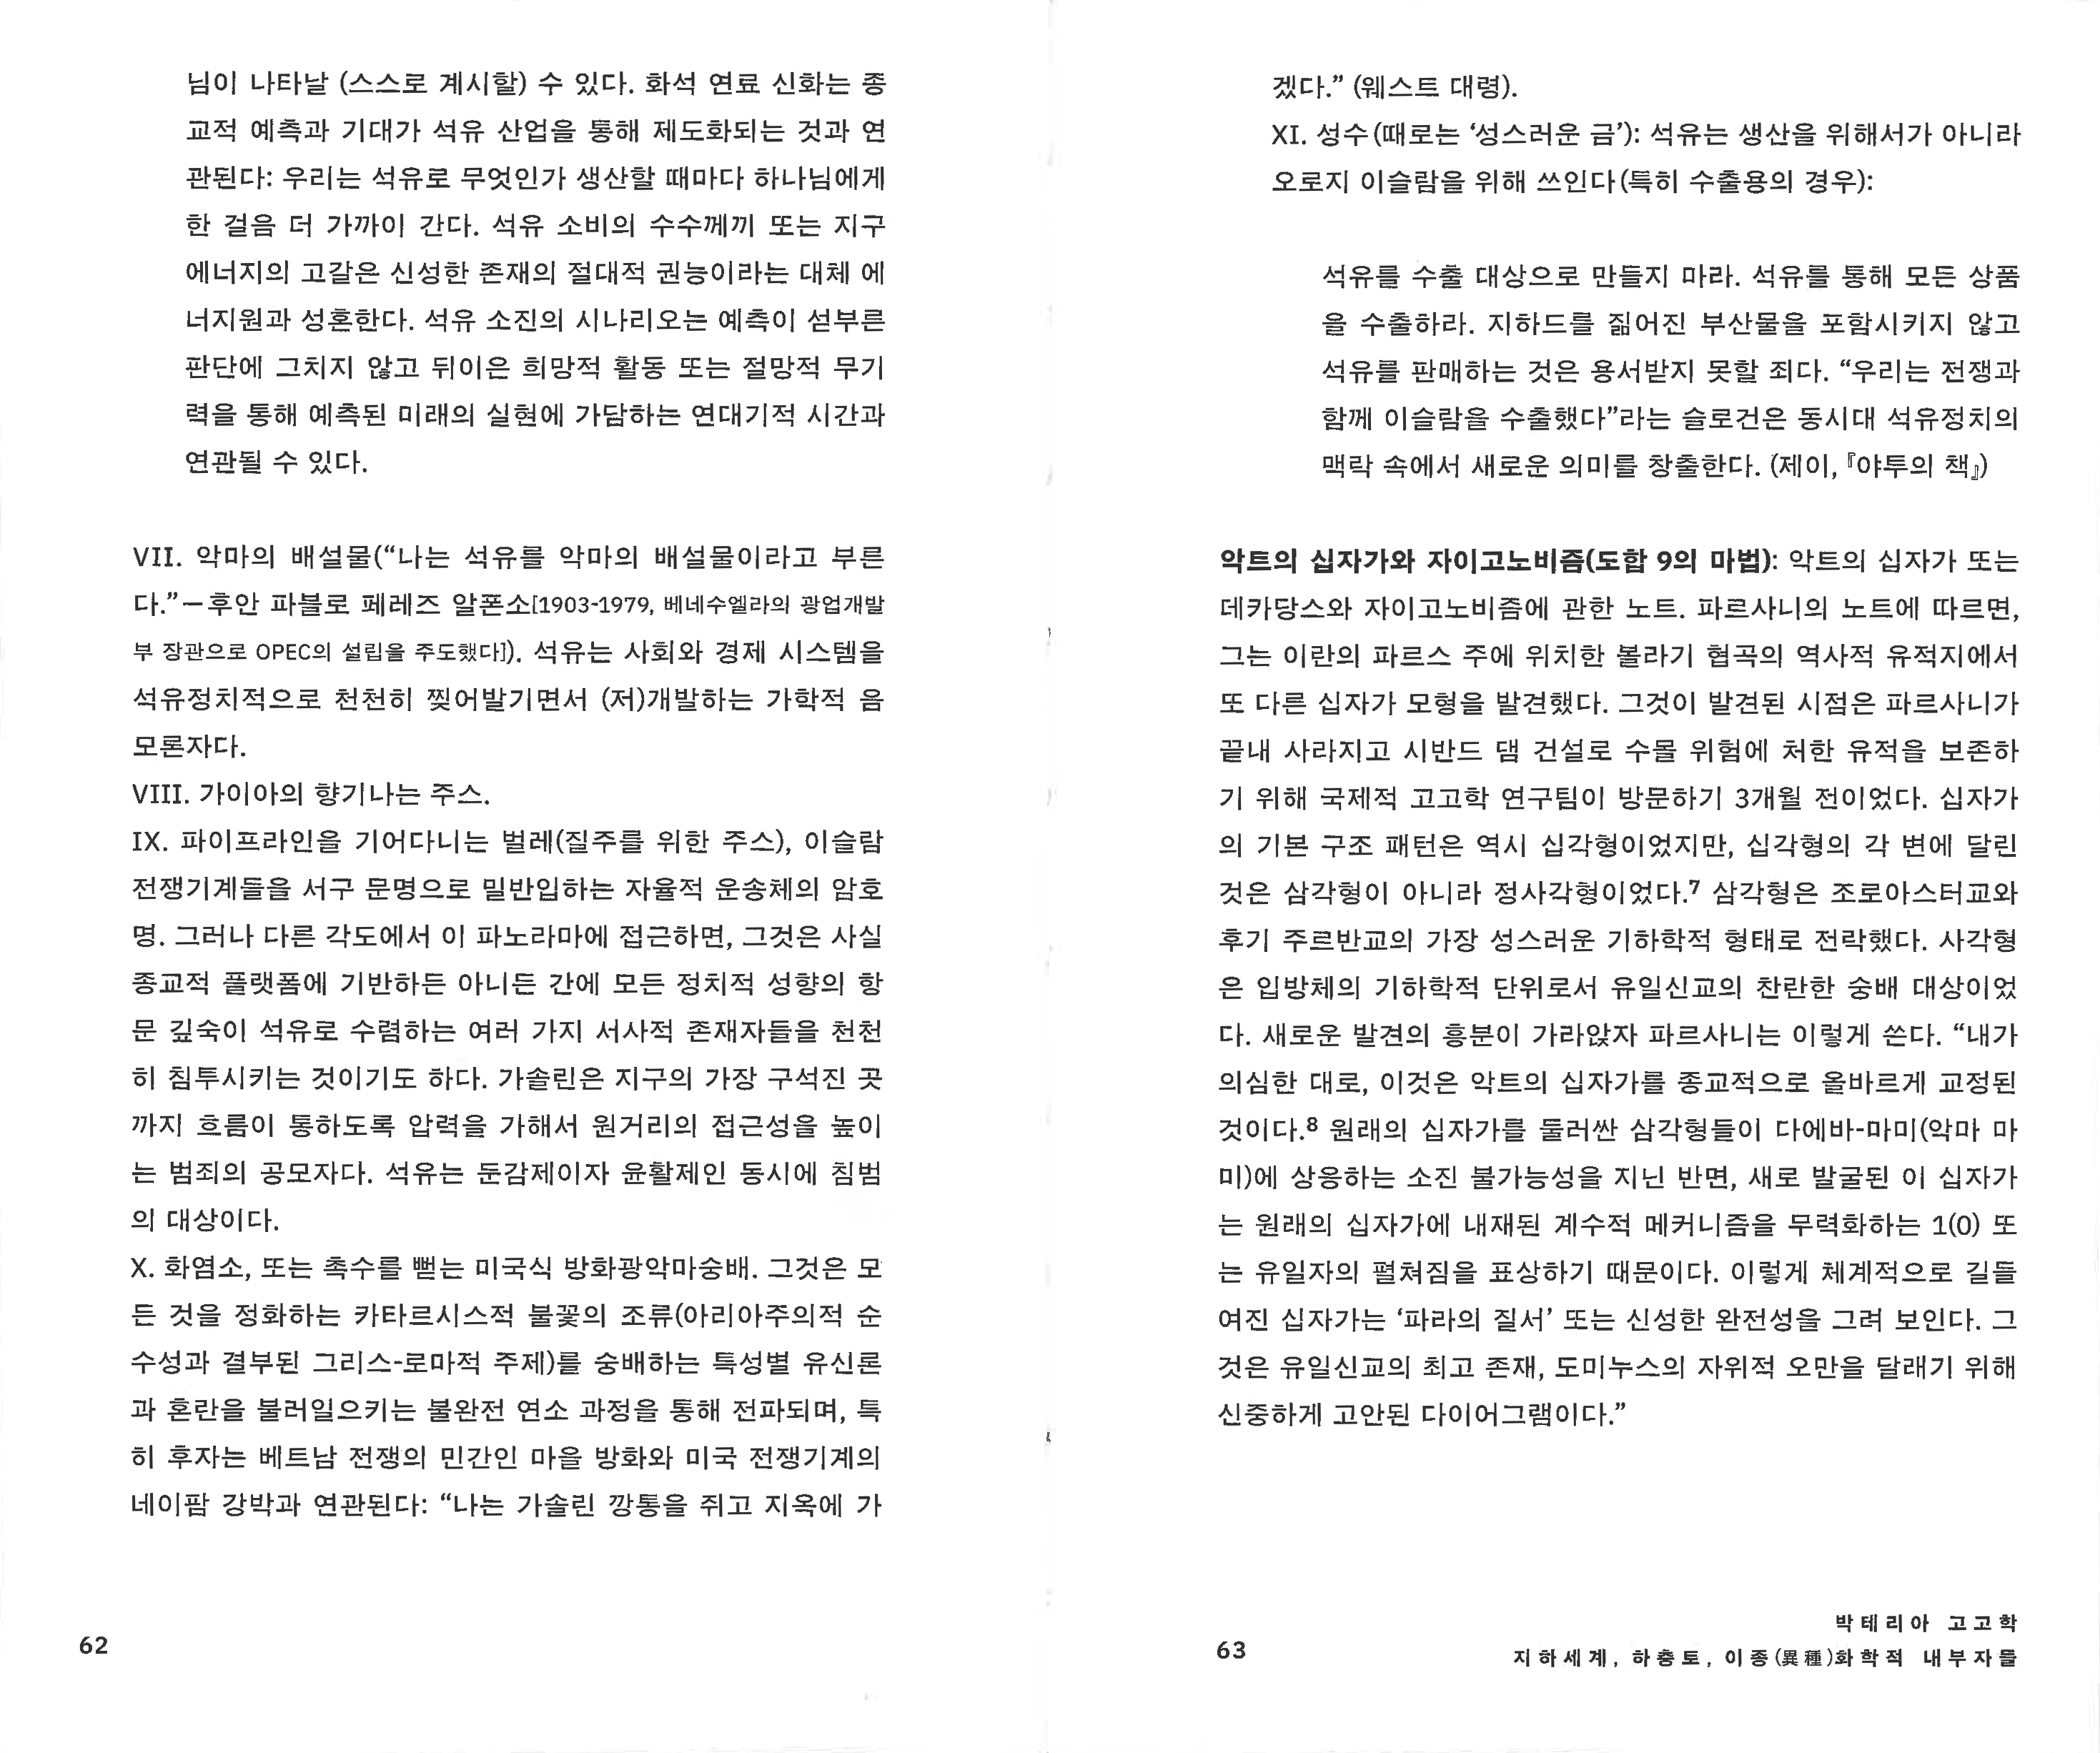 님이 나타날 (스스로 계시할) 수 있다. 화석 연료 신화는 종
교적 예측과 기대가 석유 산업을 통해 제도화되는 것과 연
관된다: 우리는 석유로 무엇인가 생산할 때마다 하나님에게
한 걸음 더 가까이 간다. 석유 소비의 수수께끼 또는 지구
에너지의 고갈은 신성한 존재의 절대적 권능이라는 대체 에
너지원과 성혼한다. 석유 소진의 시나리오는 예측이 섣부른
판단에 그치지 않고 뒤이은 희망적 활동 또는 절망적 무기
력을 통해 예측된 미래의 실현에 가담하는 연대기적 시간과
연관될 수 있다.
VII. 악마의 배설물(“나는 석유를 악마의 배설물이라고 부른
다.”—후안 파블로 페레즈 알폰소[1903-1979, 베네수엘라의 광업개발
부 장관으로 OPEC의 설립을 주도했다]). 석유는 사회와 경제 시스템을
석유정치적으로 천천히 찢어발기면서 (저)개발하는 가학적 음
모론자다.
VIII. 가이아의 향기나는 주스.
IX. 파이프라인을 기어다니는 벌레(질주를 위한 주스), 이슬람
전쟁기계들을 서구 문명으로 밀반입하는 자율적 운송체의 암호
명. 그러나 다른 각도에서 이 파노라마에 접근하면, 그것은 사실
종교적 플랫폼에 기반하든 아니든 간에 모든 정치적 성향의 항
문 깊숙이 석유로 수렴하는 여러 가지 서사적 존재자들을 천천
히 침투시키는 것이기도 하다. 가솔린은 지구의 가장 구석진 곳
까지 흐름이 통하도록 압력을 가해서 원거리의 접근성을 높이
는 범죄의 공모자다. 석유는 둔감제이자 윤활제인 동시에 침범
의 대상이다.
X. 화염소, 또는 촉수를 뻗는 미국식 방화광악마숭배. 그것은 모
든 것을 정화하는 카타르시스적 불꽃의 조류(아리아주의적 순
수성과 결부된 그리스-로마적 주제)를 숭배하는 특성별 유신론
과 혼란을 불러일으키는 불완전 연소 과정을 통해 전파되며, 특
히 후자는 베트남 전쟁의 민간인 마을 방화와 미국 전쟁기계의
네이팜 강박과 연관된다: “나는 가솔린 깡통을 쥐고 지옥에 가
62
겠다.” (웨스트 대령).
XI. 성수(때로는 ‘성스러운 금’): 석유는 생산을 위해서가 아니라
오로지 이슬람을 위해 쓰인다(특히 수출용의 경우):
석유를 수출 대상으로 만들지 마라. 석유를 통해 모든 상품
을 수출하라. 지하드를 짊어진 부산물을 포함시키지 않고
석유를 판매하는 것은 용서받지 못할 죄다. “우리는 전쟁과
함께 이슬람을 수출했다”라는 슬로건은 동시대 석유정치의
맥락 속에서 새로운 의미를 창출한다. (제이, 『야투의 책』)
악트의 십자가와 자이고노비즘(도합 9의 마법): 악트의 십자가 또는
데카당스와 자이고노비즘에 관한 노트. 파르사니의 노트에 따르면,
그는 이란의 파르스 주에 위치한 볼라기 협곡의 역사적 유적지에서
또 다른 십자가 모형을 발견했다. 그것이 발견된 시점은 파르사니가
끝내 사라지고 시반드 댐 건설로 수몰 위험에 처한 유적을 보존하
기 위해 국제적 고고학 연구팀이 방문하기 3개월 전이었다. 십자가
의 기본 구조 패턴은 역시 십각형이었지만, 십각형의 각 변에 달린
것은 삼각형이 아니라 정사각형이었다.⁷ 삼각형은 조로아스터교와
후기 주르반교의 가장 성스러운 기하학적 형태로 전락했다. 사각형
은 입방체의 기하학적 단위로서 유일신교의 찬란한 숭배 대상이었
다. 새로운 발견의 흥분이 가라앉자 파르사니는 이렇게 쓴다. “내가
의심한 대로, 이것은 악트의 십자가를 종교적으로 올바르게 교정된
것이다.⁸ 원래의 십자가를 둘러싼 삼각형들이 다에바-마미(악마 마
미)에 상응하는 소진 불가능성을 지닌 반면, 새로 발굴된 이 십자가
는 원래의 십자가에 내재된 계수적 메커니즘을 무력화하는 1(0) 또
는 유일자의 펼쳐짐을 표상하기 때문이다. 이렇게 체계적으로 길들
여진 십자가는 ‘파라의 질서’ 또는 신성한 완전성을 그려 보인다. 그
것은 유일신교의 최고 존재, 도미누스의 자위적 오만을 달래기 위해
신중하게 고안된 다이어그램이다.”
63
박테리아 고고학
지하세계, 하층토, 이종(異種)화학적 내부자들